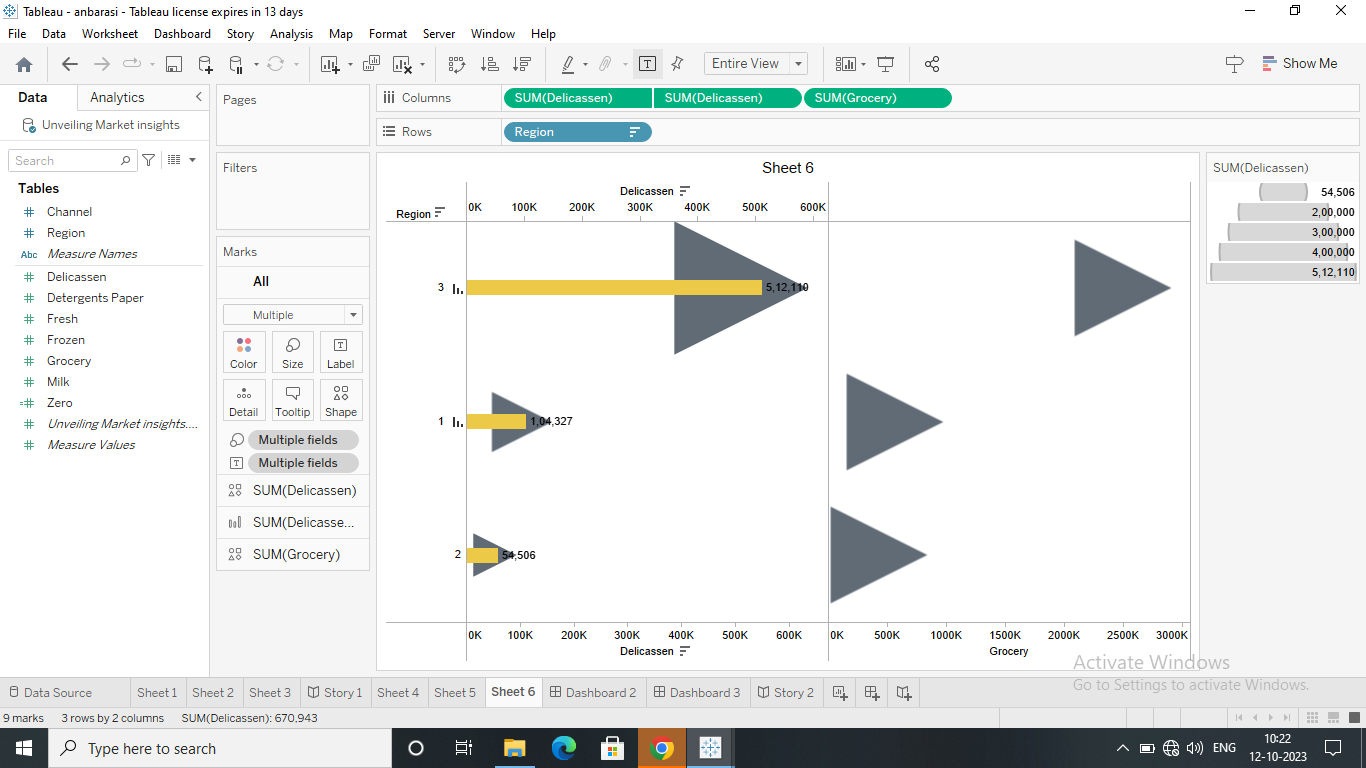 Tableau - anbarasi - Tableau license expires in 13 days
File Data Worksheet Dashboard Story Analysis Map Format Server Window Help
Entire View
Show Me
Data Analytics
Unveiling Market insights
Search
Tables
Channel
Region
Abc Measure Names
Delicassen
Detergents Paper
Fresh
Frozen
Grocery
Milk
Zero
Unveiling Market insights....
Measure Values
Pages
Filters
Marks
All
Multiple
Color Size Label
Detail Tooltip Shape
Multiple fields
Multiple fields
SUM(Delicassen)
SUM(Delicasse...
SUM(Grocery)
Columns SUM(Delicassen) SUM(Delicassen) SUM(Grocery)
Rows Region
Sheet 6
Delicassen
Region 0K 100K 200K 300K 400K 500K 600K
3 5,12,110
1 1,04,327
2 54,506
0K 100K 200K 300K 400K 500K 600K 0K 500K 1000K 1500K 2000K 2500K 3000K
Delicassen Grocery
SUM(Delicassen)
54,506
2,00,000
3,00,000
4,00,000
5,12,110
Activate Windows
Go to Settings to activate Windows.
Data Source Sheet 1 Sheet 2 Sheet 3 Story 1 Sheet 4 Sheet 5 Sheet 6 Dashboard 2 Dashboard 3 Story 2
9 marks 3 rows by 2 columns SUM(Delicassen): 670,943
Type here to search
ENG
10:22
12-10-2023